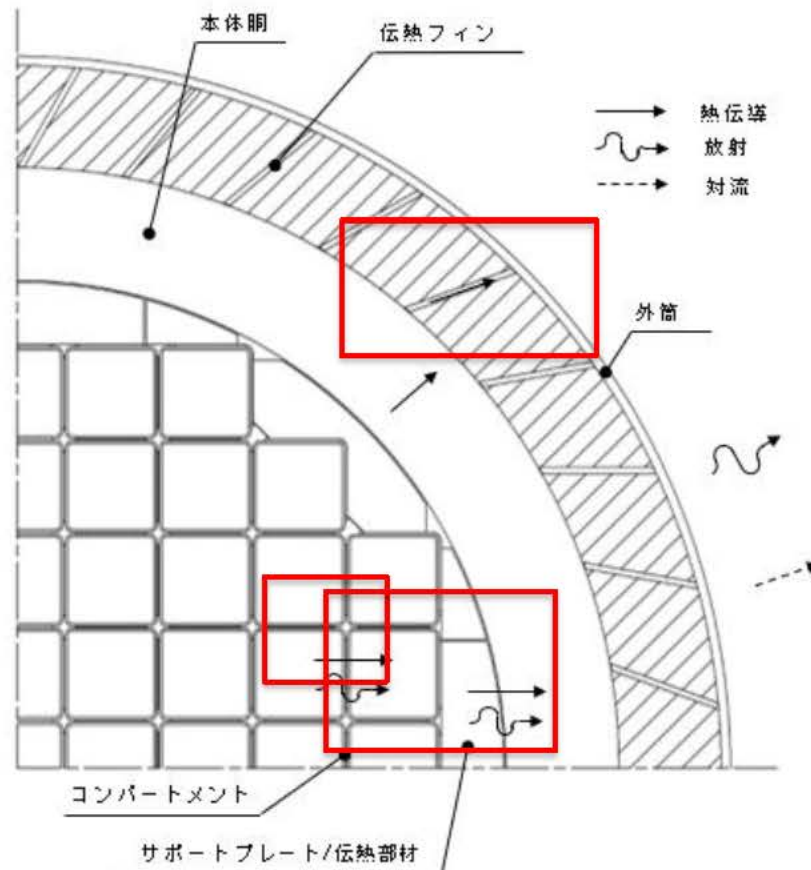 本体胴
伝熱フィン
熱伝導
放射
対流
外筒
コンパートメント
サポートプレート/伝熱部材